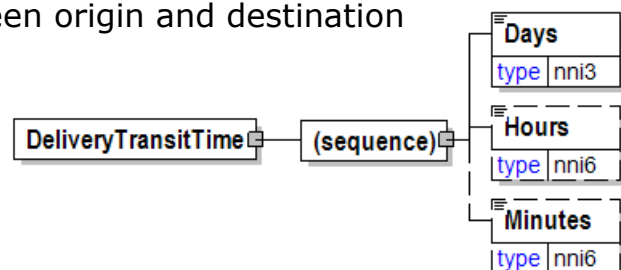 een origin and destination
Days
type nni3
DeliveryTransitTime
(sequence)
Hours
type nni6
Minutes
type nni6